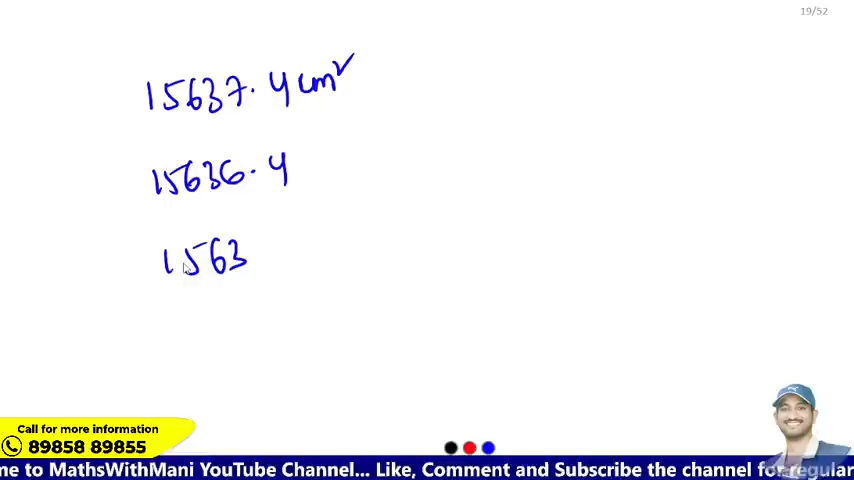 19/52
15637.4 cm²
15636.4
1563
Call for more information
89858 89855
me to MathsWithMani YouTube Channel... Like, Comment and Subscribe the channel for regular